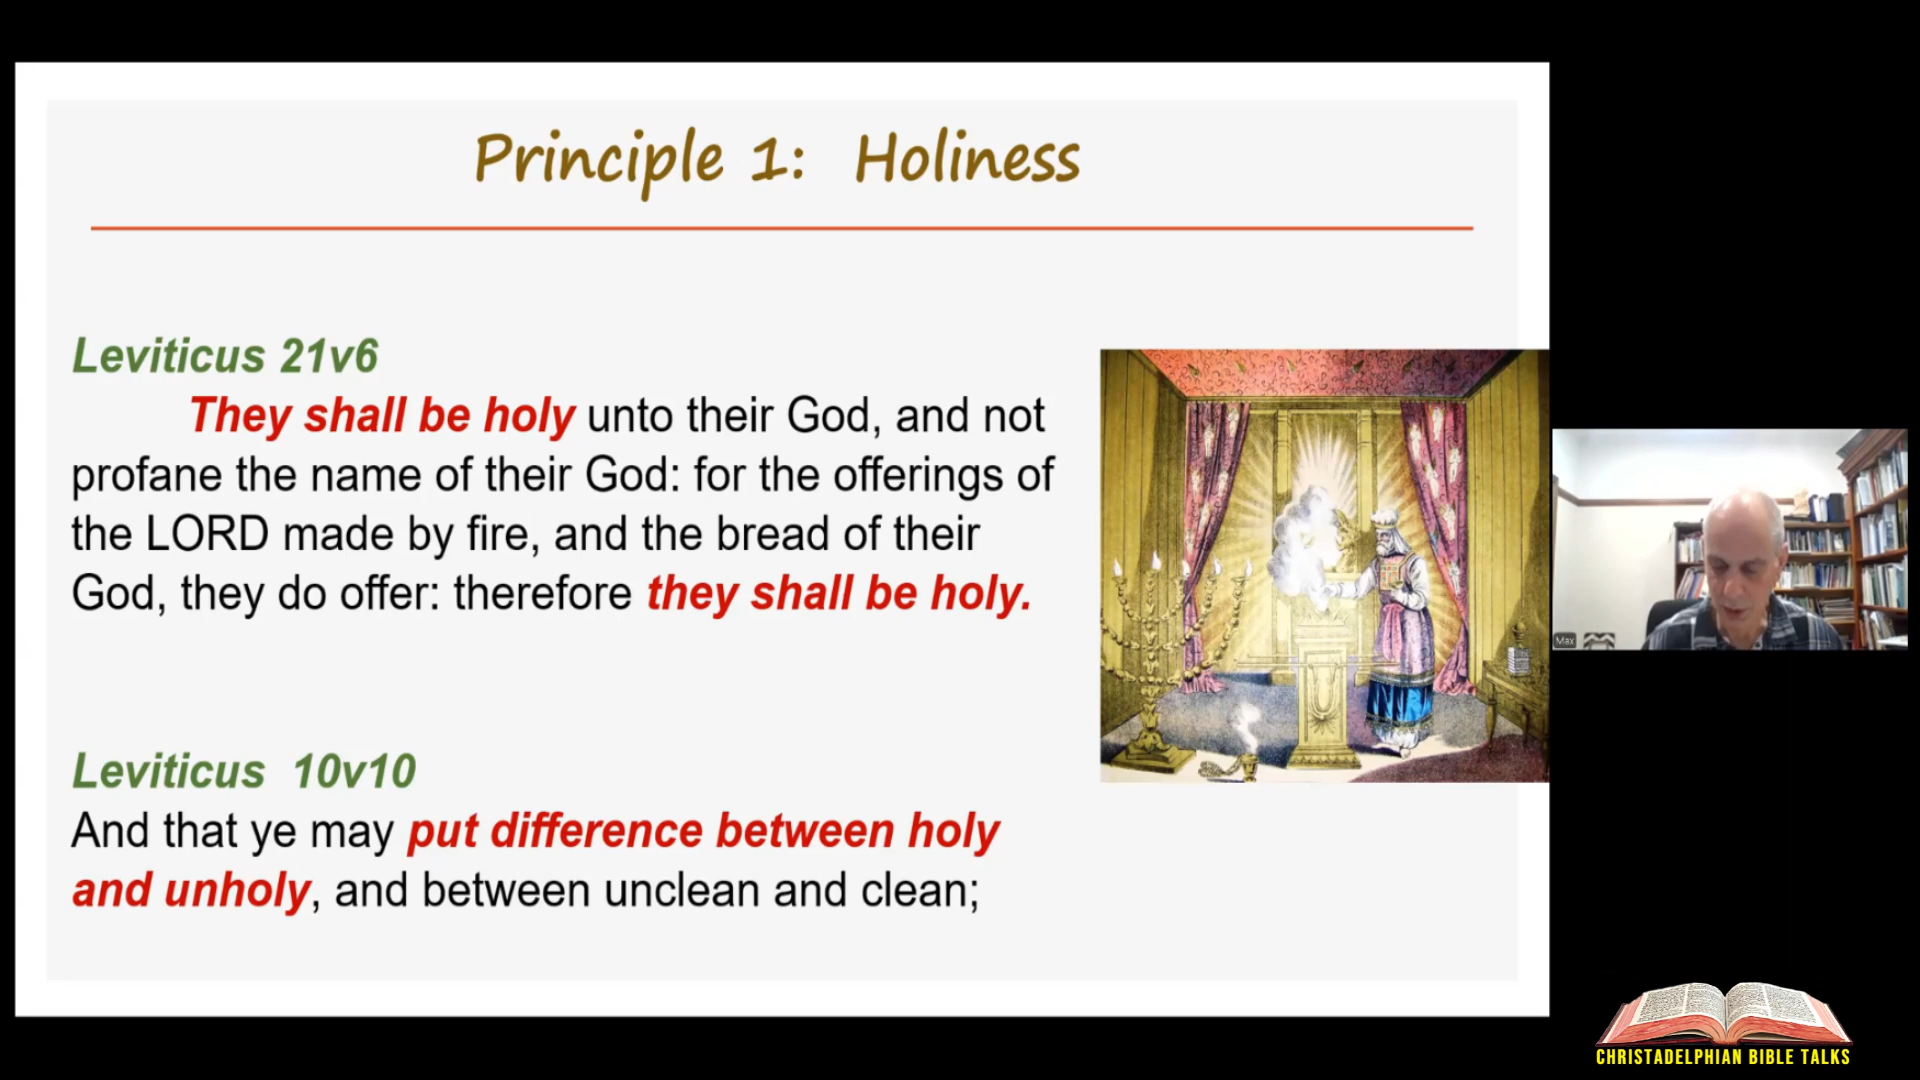 Principle 1: Holiness
Leviticus 21v6
They shall be holy unto their God, and not
profane the name of their God: for the offerings of
the LORD made by fire, and the bread of their
God, they do offer: therefore they shall be holy.
Leviticus 10v10
And that ye may put difference between holy
and unholy, and between unclean and clean;
Max
CHRISTADELPHIAN BIBLE TALKS